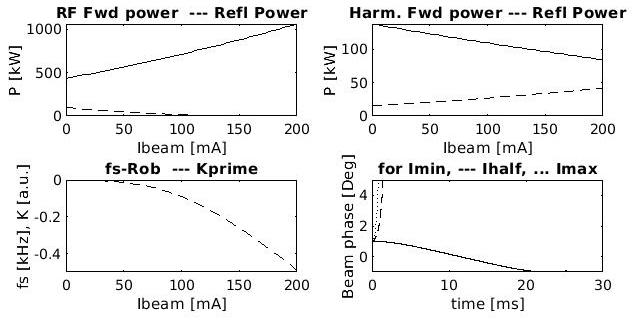 RF Fwd power --- Refl Power
1000
500
0
P [kW]
0 50 100 150 200
Ibeam [mA]
Harm. Fwd power --- Refl Power
100
50
0
P [kW]
0 50 100 150 200
Ibeam [mA]
fs-Rob --- Kprime
0
-0.2
-0.4
fs [kHz], K [a.u.]
0 50 100 150 200
Ibeam [mA]
for Imin, --- Ihalf, ... Imax
4
2
0
Beam phase [Deg]
0 10 20 30
time [ms]